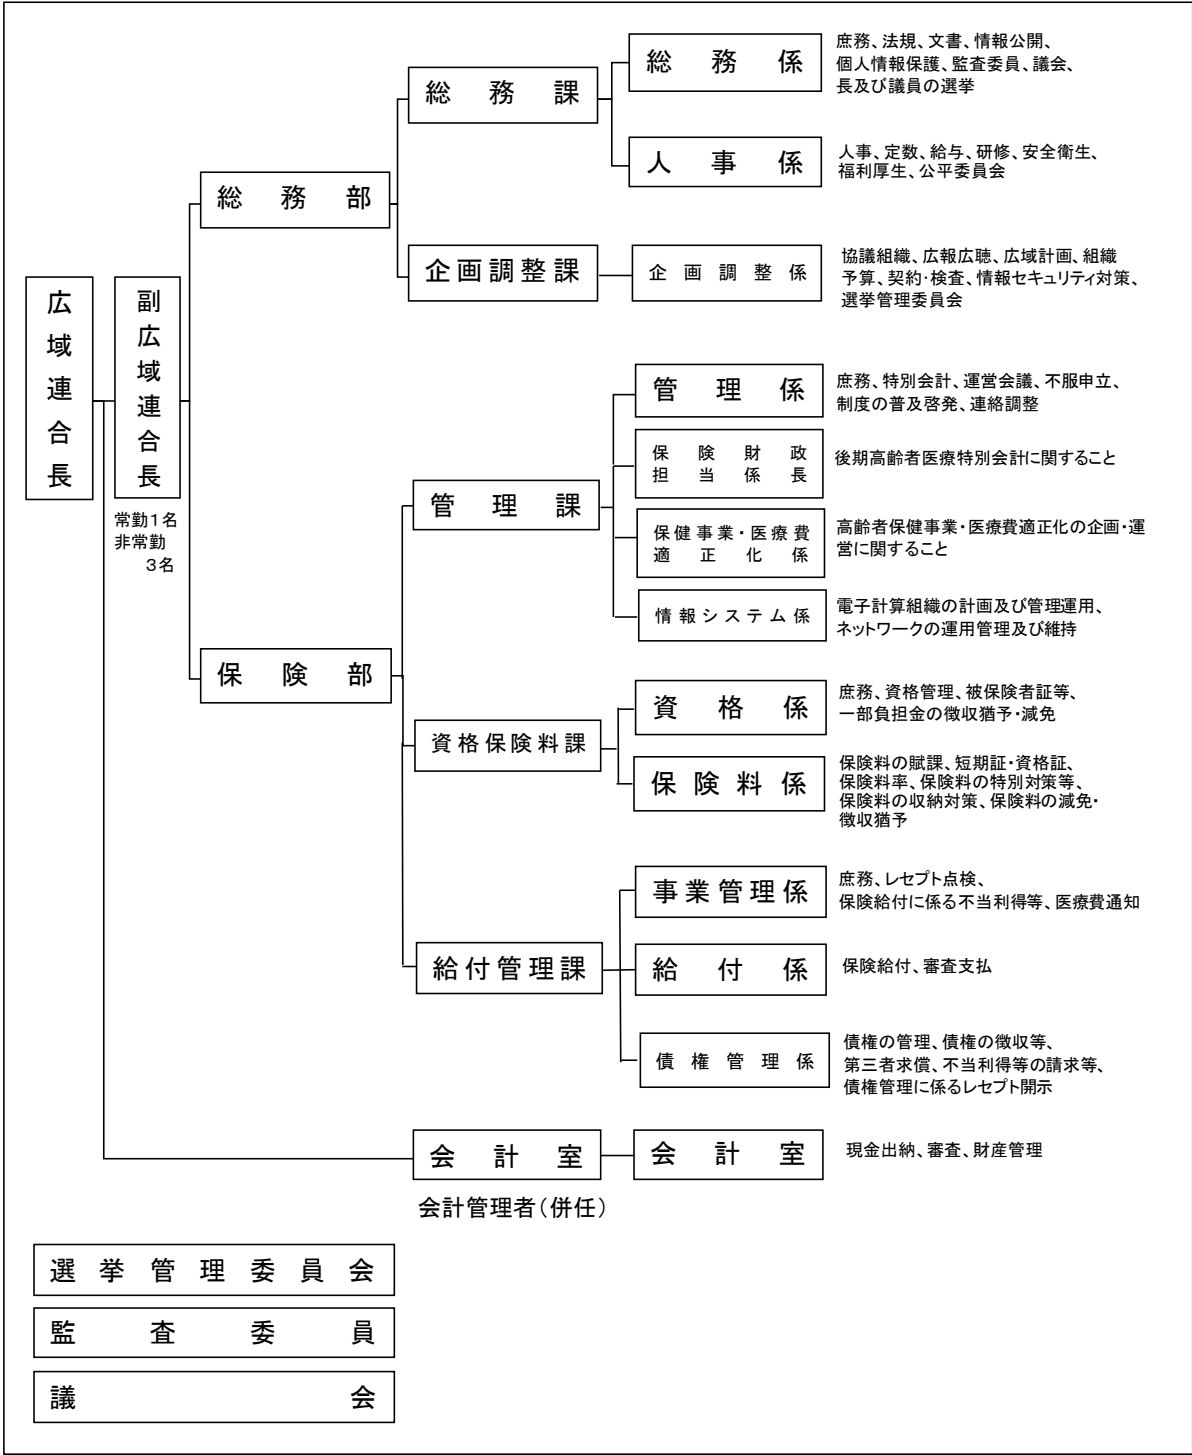 広域連合長
副広域連合長
常勤1名
非常勤
3名
総務部
総務課
総務係
庶務、法規、文書、情報公開、
個人情報保護、監査委員、議会、
長及び議員の選挙
人事係
人事、定数、給与、研修、安全衛生、
福利厚生、公平委員会
企画調整課
企画調整係
協議組織、広報広聴、広域計画、組織
予算、契約・検査、情報セキュリティ対策、
選挙管理委員会
保険部
管理課
管理係
庶務、特別会計、運営会議、不服申立、
制度の普及啓発、連絡調整
保険財政
担当係長
後期高齢者医療特別会計に関すること
保健事業・医療費
適正化係
高齢者保健事業・医療費適正化の企画・運
営に関すること
情報システム係
電子計算組織の計画及び管理運用、
ネットワークの運用管理及び維持
資格保険料課
資格係
庶務、資格管理、被保険者証等、
一部負担金の徴収猶予・減免
保険料係
保険料の賦課、短期証・資格証、
保険料率、保険料の特別対策等、
保険料の収納対策、保険料の減免・
徴収猶予
給付管理課
事業管理係
庶務、レセプト点検、
保険給付に係る不当利得等、医療費通知
給付係
保険給付、審査支払
債権管理係
債権の管理、債権の徴収等、
第三者求償、不当利得等の請求等、
債権管理に係るレセプト開示
会計室
会計管理者（併任）
会計室
現金出納、審査、財産管理
選挙管理委員会
監査委員
議会